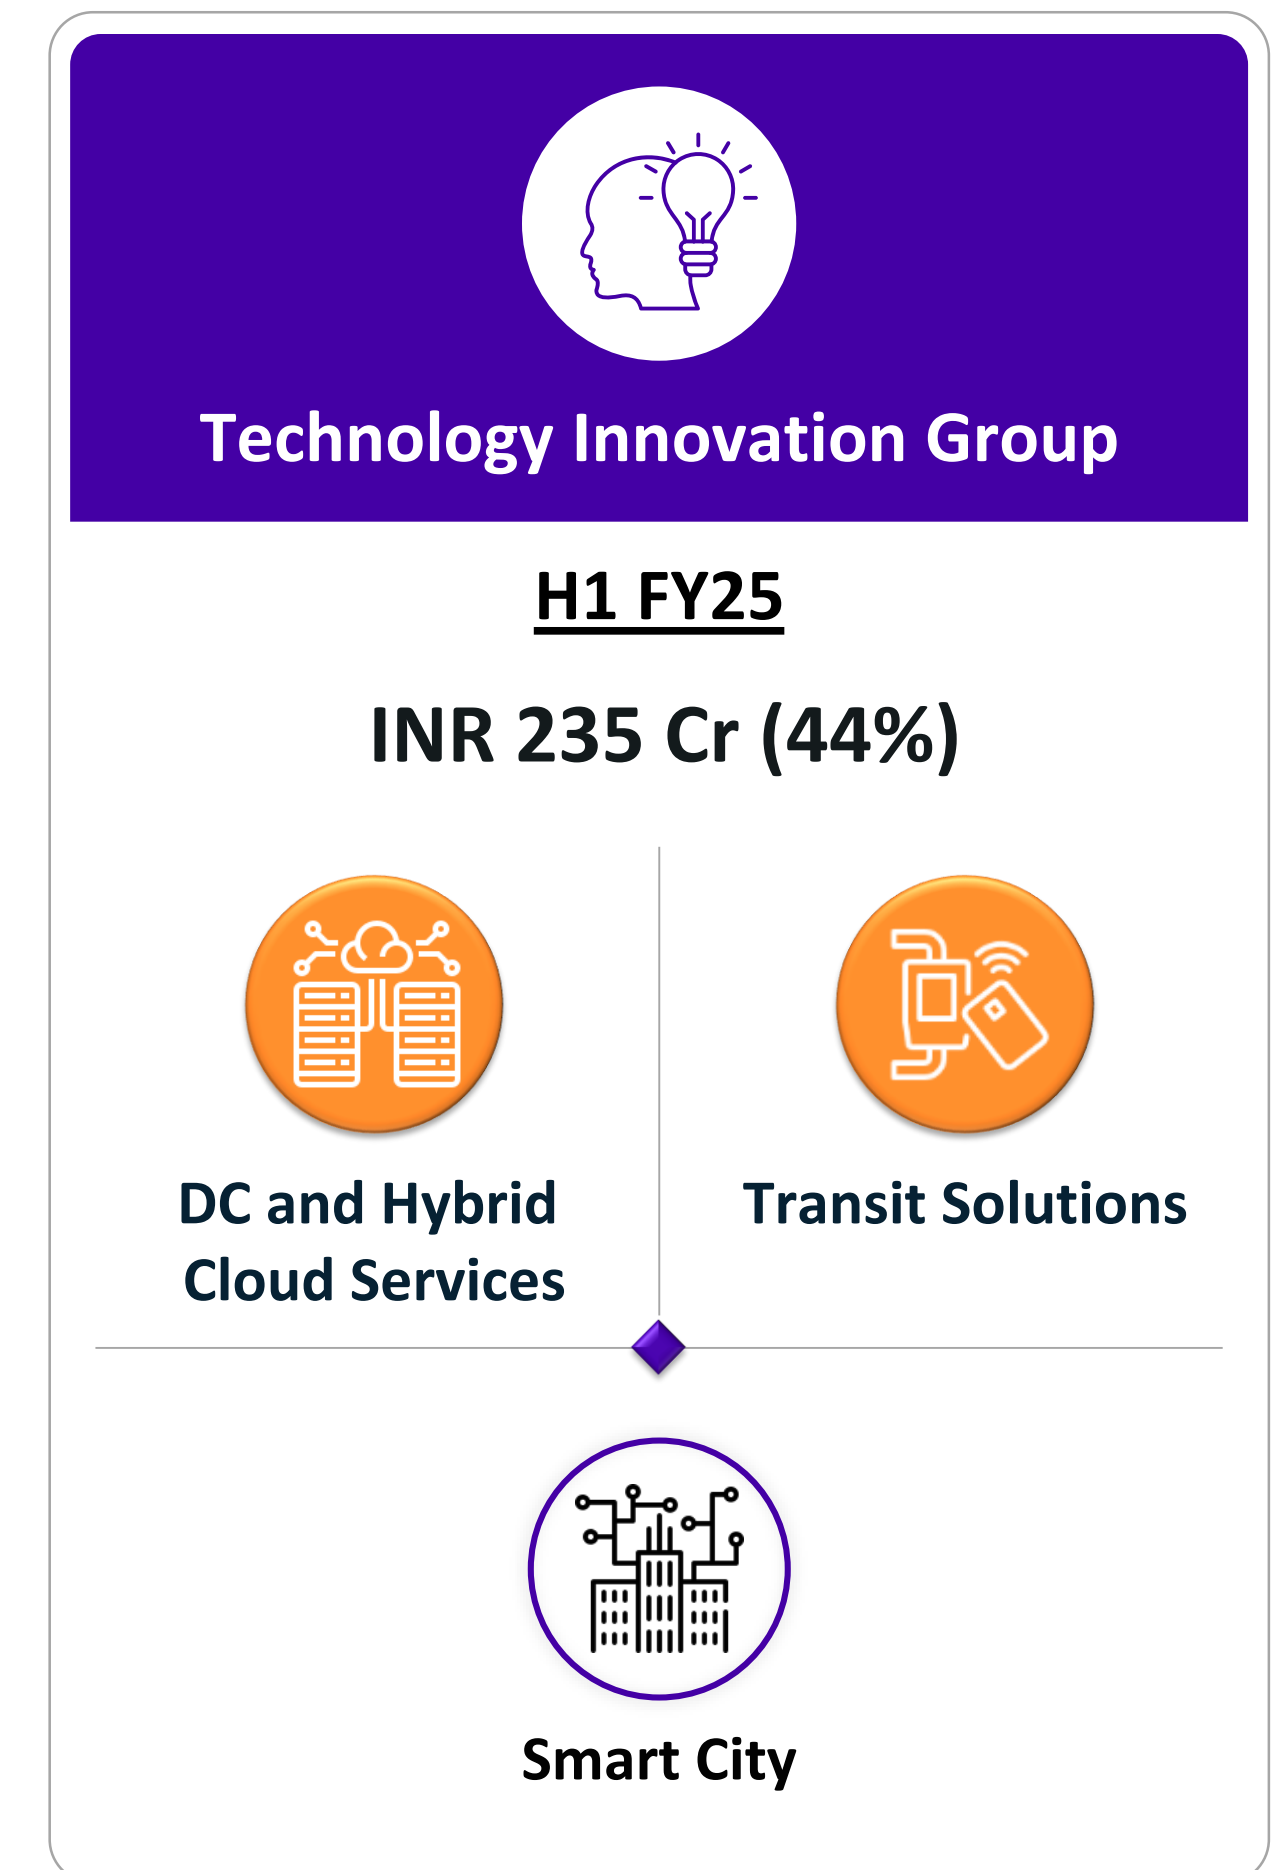 Technology Innovation Group
H1 FY25
INR 235 Cr (44%)
DC and Hybrid
Cloud Services
Transit Solutions
Smart City